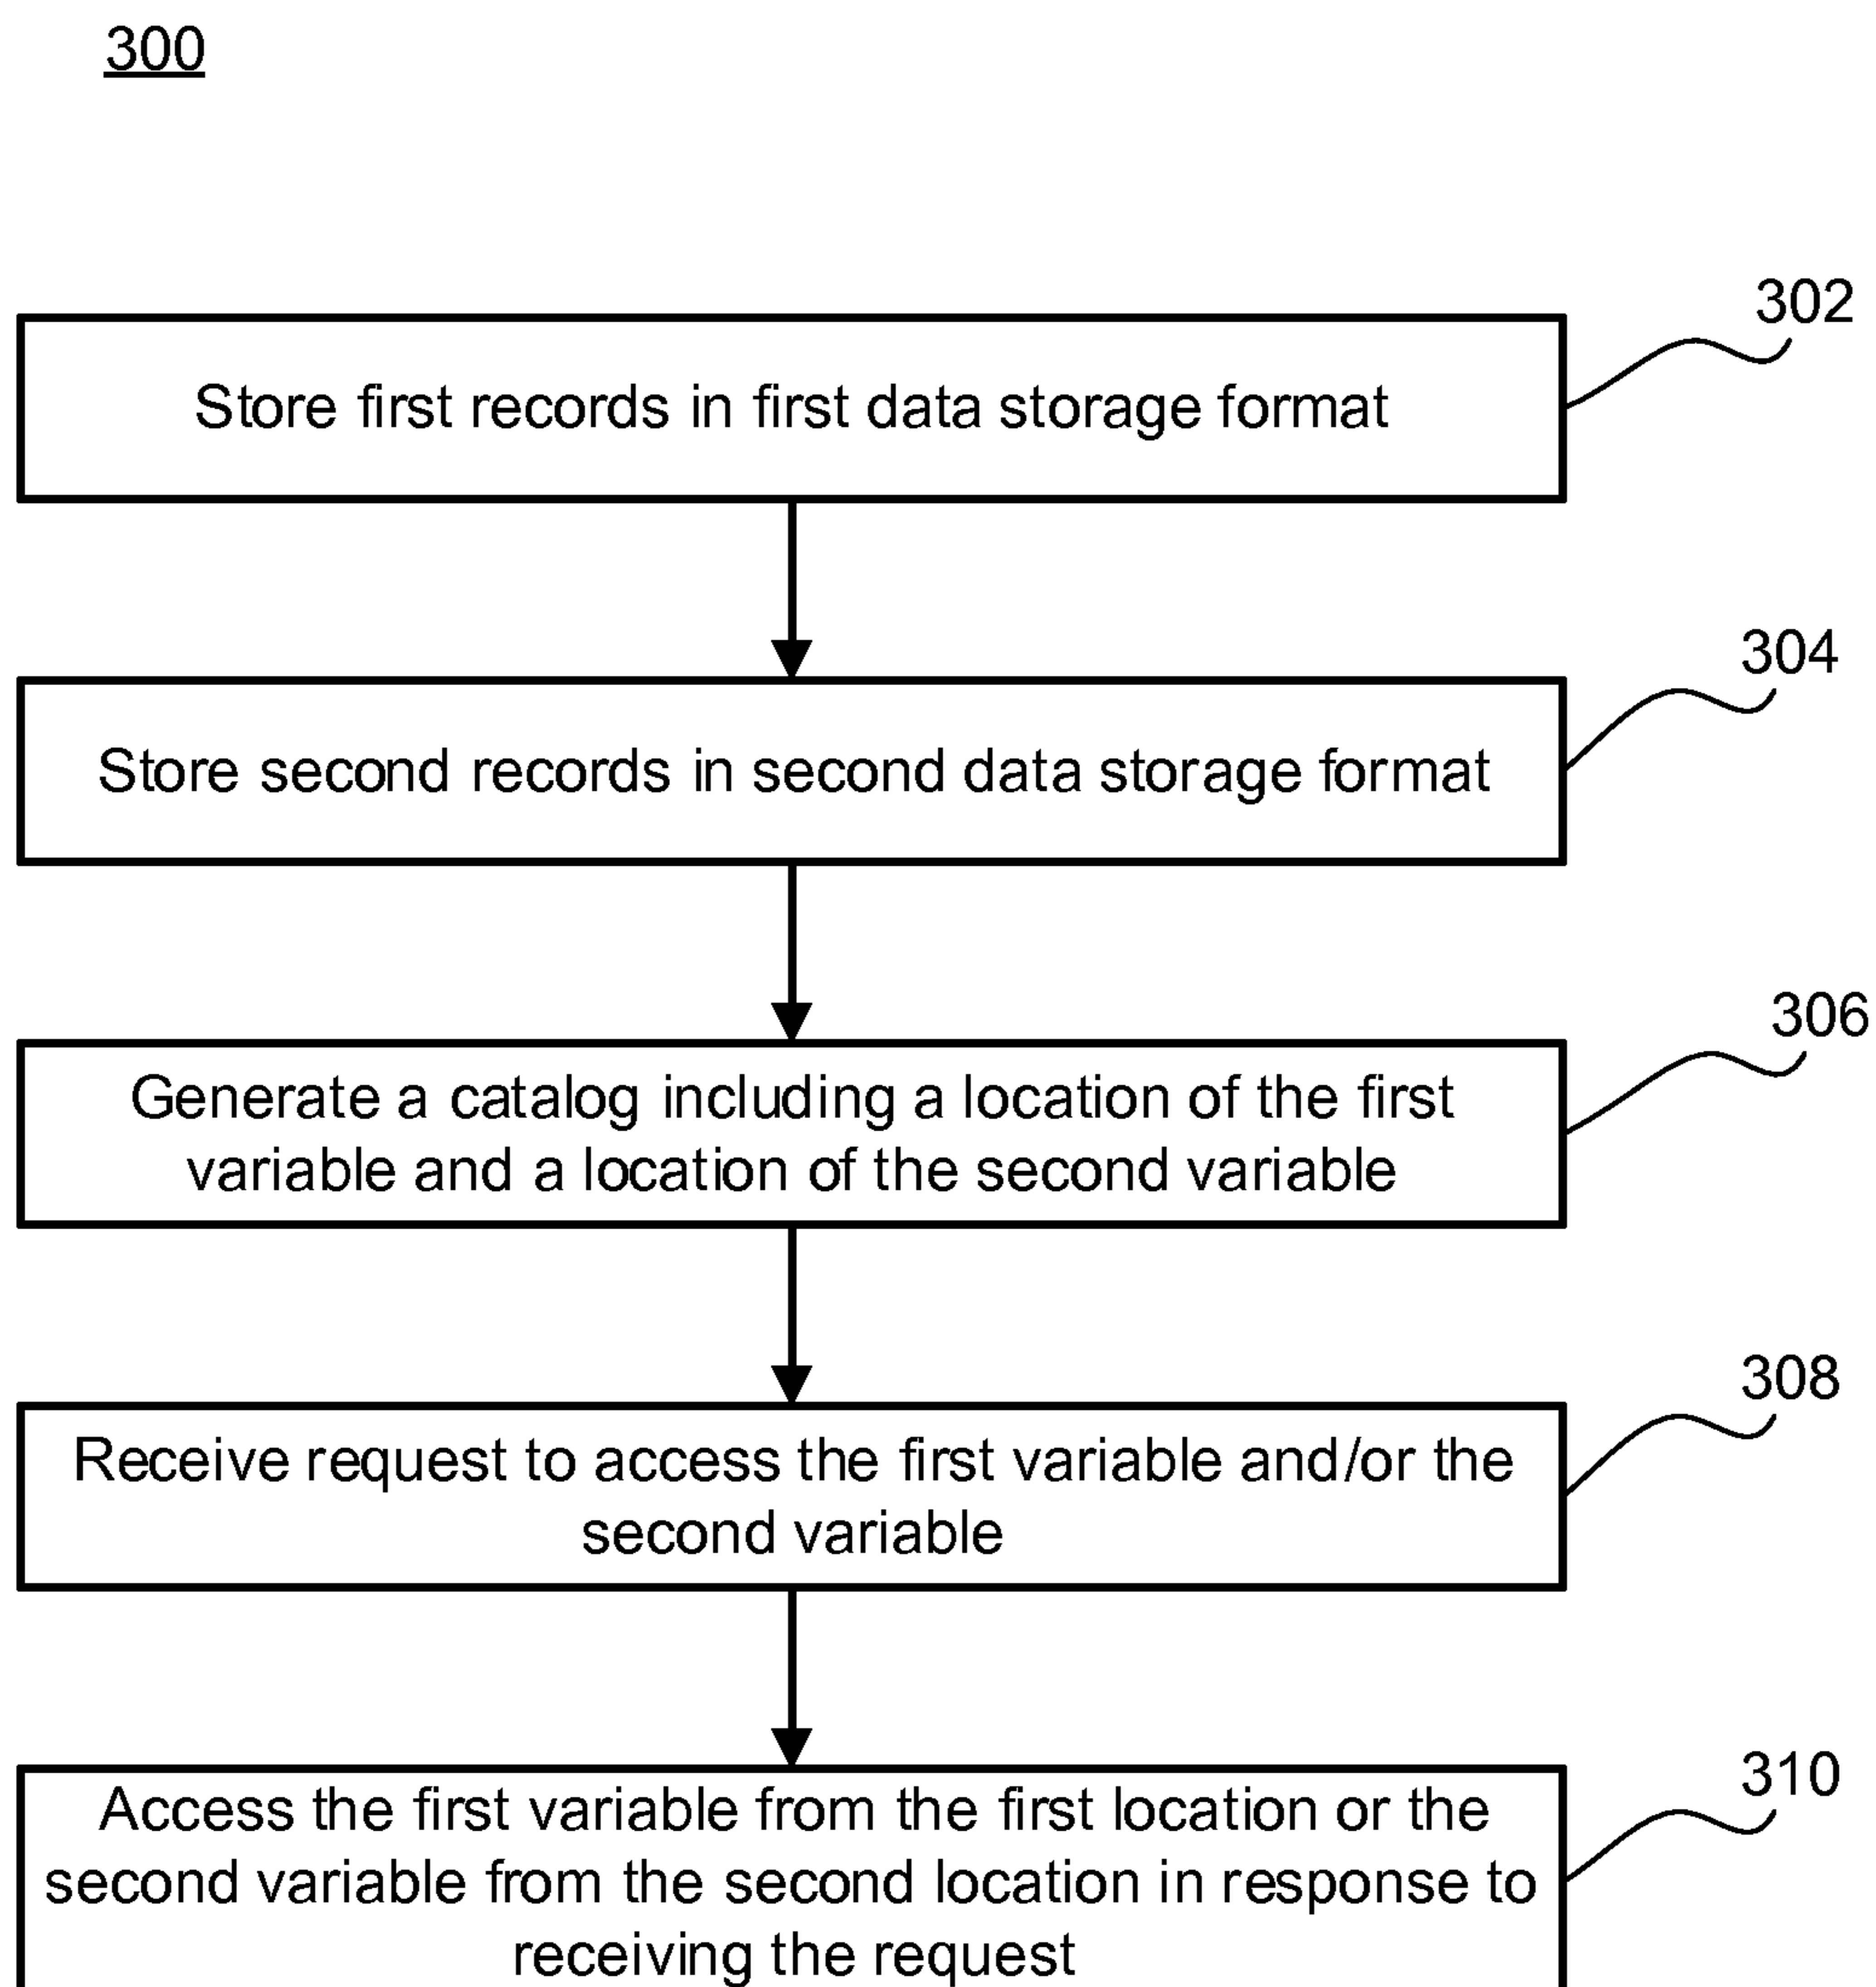 300
302
Store first records in first data storage format
304
Store second records in second data storage format
306
Generate a catalog including a location of the first
variable and a location of the second variable
308
Receive request to access the first variable and/or the
second variable
310
Access the first variable from the first location or the
second variable from the second location in response to
receiving the request